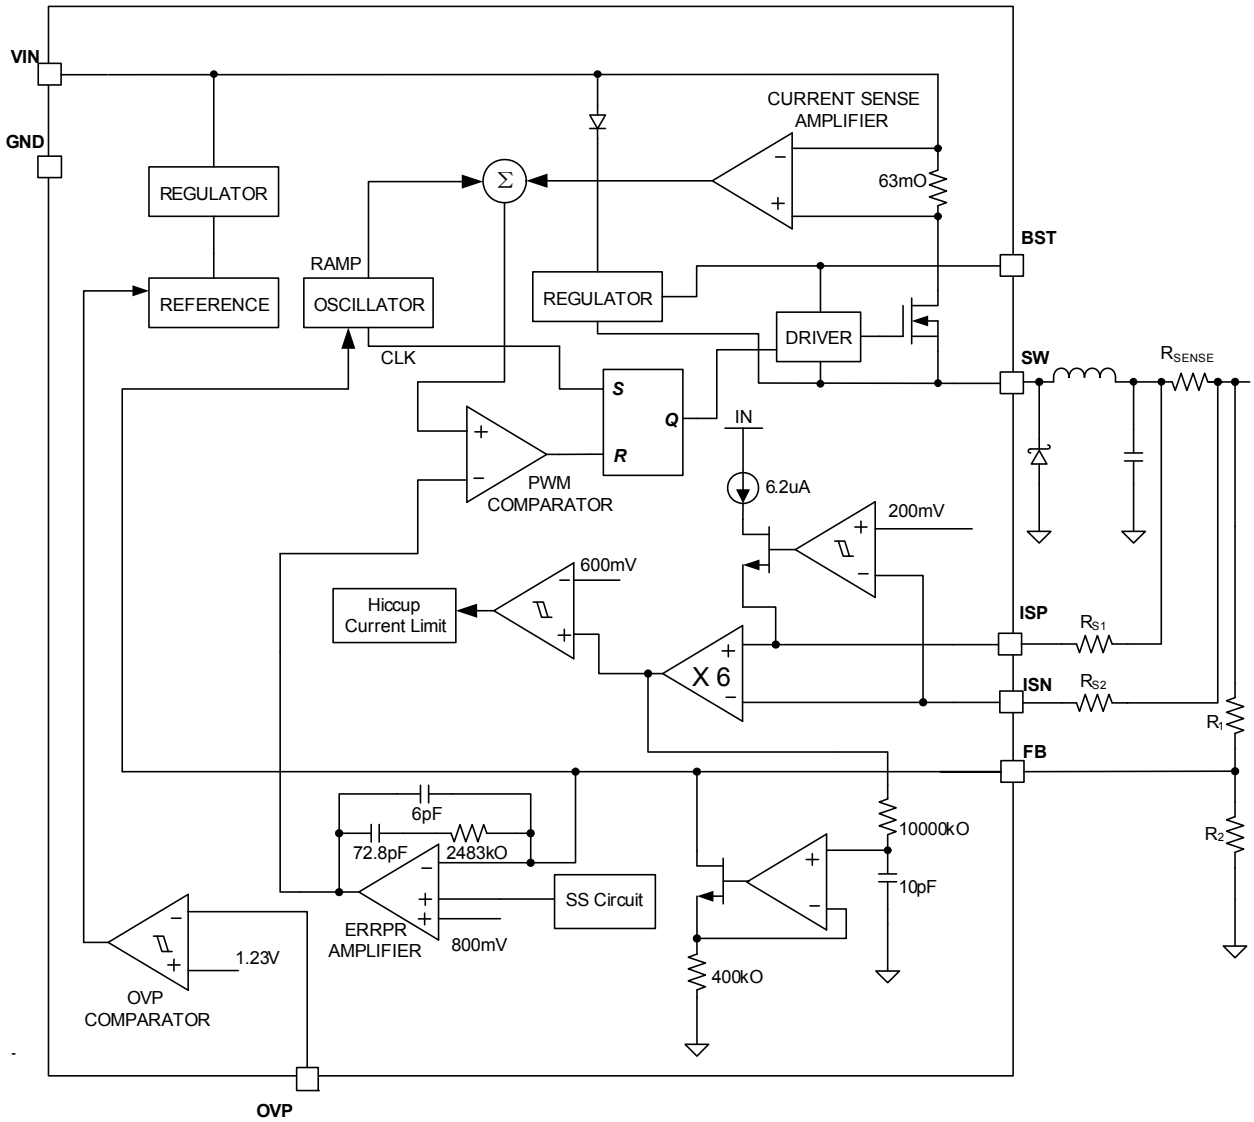 VIN
CURRENT SENSE
AMPLIFIER
GND
−
Σ
63mO
REGULATOR
+
BST
RAMP
REFERENCE
OSCILLATOR
REGULATOR
DRIVER
SW
RSENSE
CLK
S
IN
Q
+
R
−
PWM
COMPARATOR
6.2uA
200mV
+
600mV
−
−
Hiccup
Current Limit
+
ISP
RS1
+
X 6
RS2
−
ISN
R1
FB
6pF
10000kO
72.8pF
2483kO
R2
−
+
10pF
+
SS Circuit
−
−
+
ERRPR
AMPLIFIER
800mV
1.23V
+
400kO
OVP
COMPARATOR
-
OVP